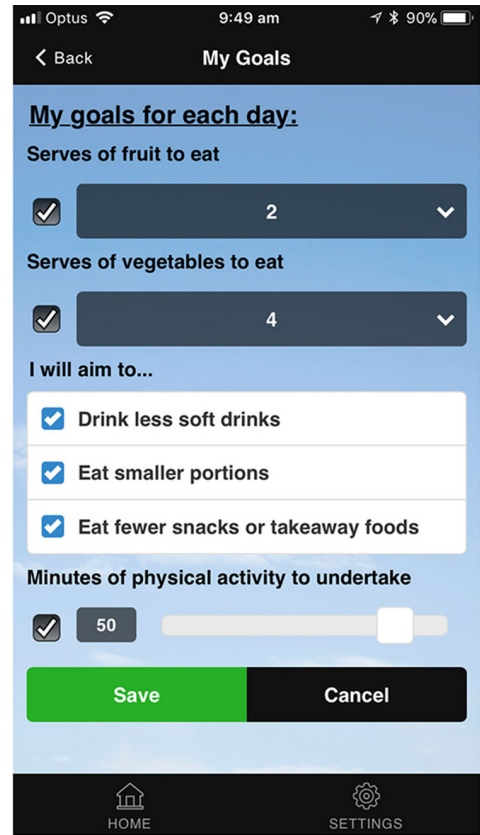 Optus 9:49 am 90%
Back My Goals
My goals for each day:
Serves of fruit to eat
2
Serves of vegetables to eat
4
I will aim to...
Drink less soft drinks
Eat smaller portions
Eat fewer snacks or takeaway foods
Minutes of physical activity to undertake
50
Save Cancel
HOME SETTINGS